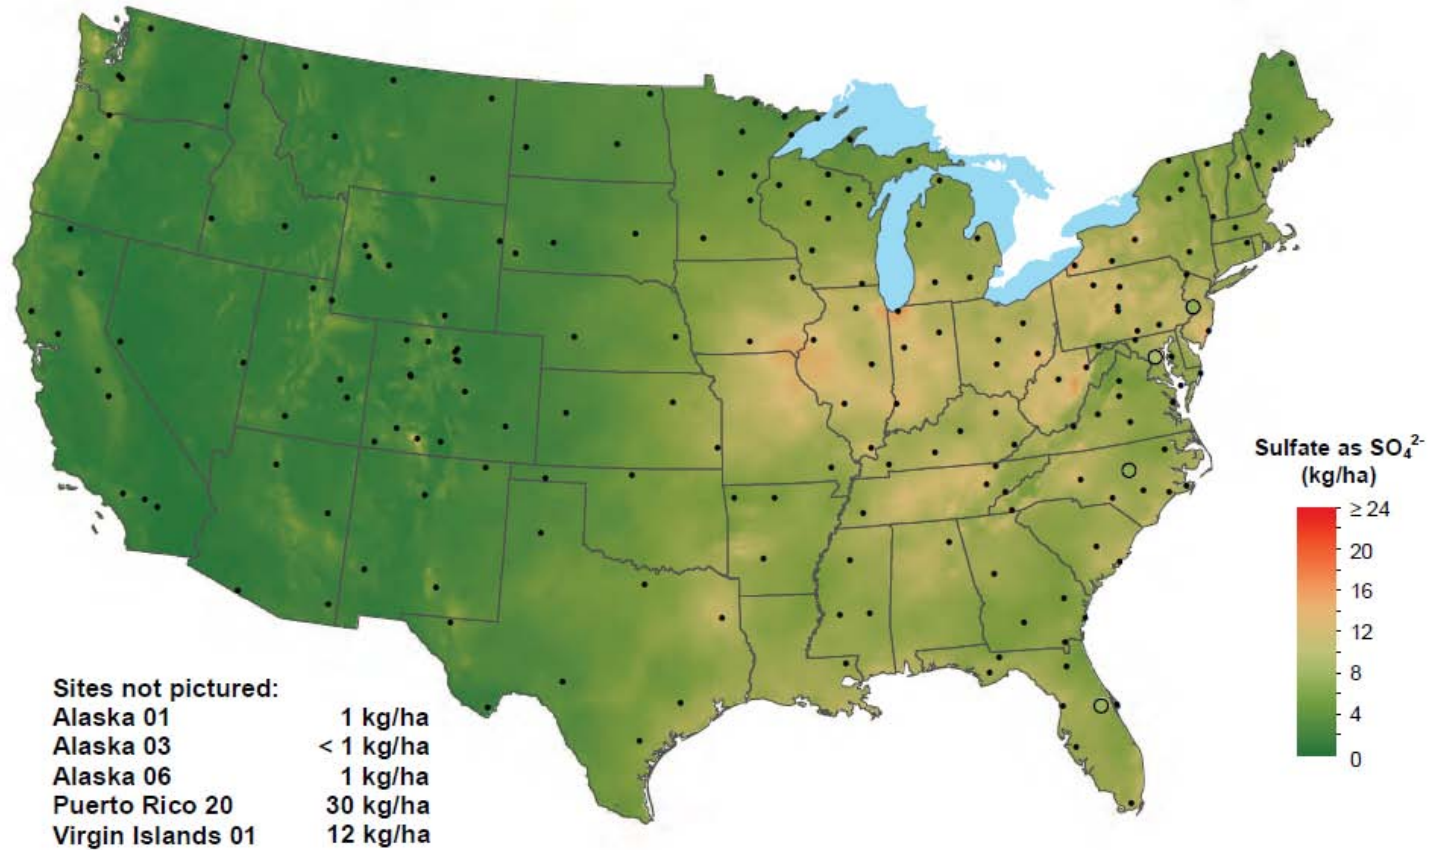 Sulfate as SO₄²⁻
(kg/ha)
≥ 24
20
16
12
8
4
0
Sites not pictured:
Alaska 01 1 kg/ha
Alaska 03 < 1 kg/ha
Alaska 06 1 kg/ha
Puerto Rico 20 30 kg/ha
Virgin Islands 01 12 kg/ha